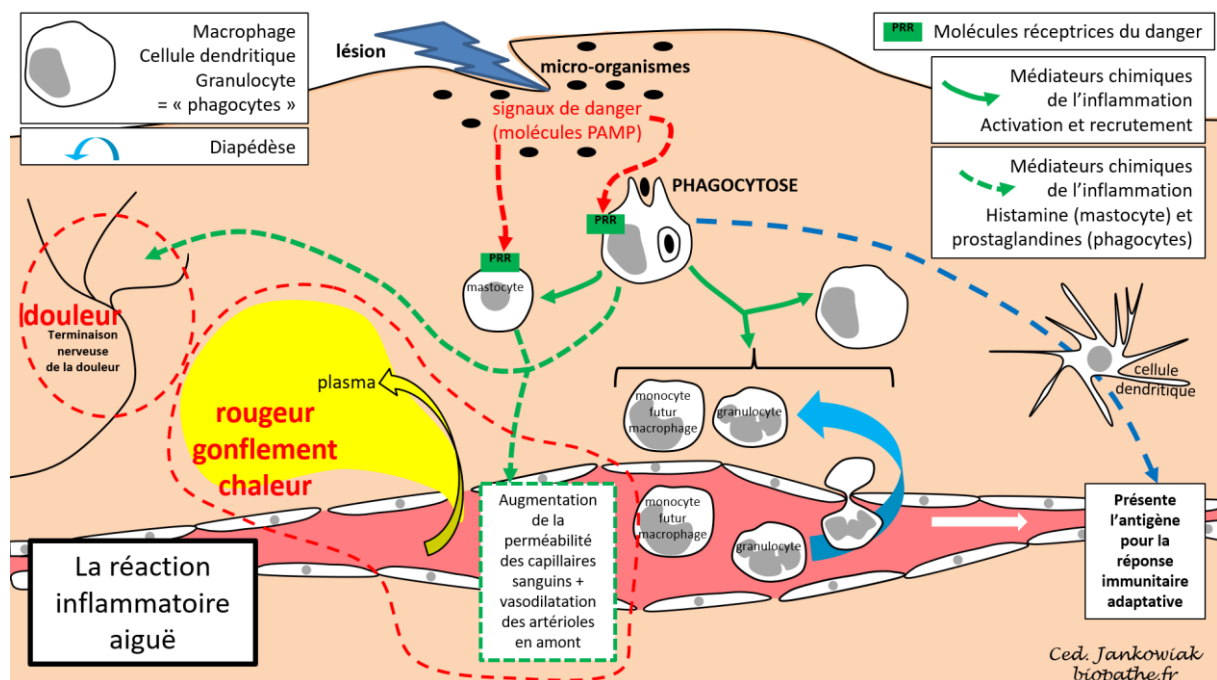 Macrophage
Cellule dendritique
Granulocyte
= « phagocytes »
Diapédèse
lésion
micro-organismes
signaux de danger
(molécules PAMP)
PRR
Molécules réceptrices du danger
Médiateurs chimiques
de l'inflammation
Activation et recrutement
Médiateurs chimiques
de l'inflammation
Histamine (mastocyte) et
prostaglandines (phagocytes)
PHAGOCYTOSE
PRR
PRR
mastocyte
douleur
Terminaison
nerveuse
de la douleur
plasma
rougeur
gonflement
chaleur
monocyte
futur
macrophage
granulocyte
cellule
dendritique
monocyte
futur
macrophage
granulocyte
Augmentation
de la
perméabilité
des capillaires
sanguins +
vasodilatation
des artérioles
en amont
Présente
l'antigène
pour la
réponse
immunitaire
adaptative
La réaction
inflammatoire
aiguë
Ced. Jankowiak
biopathe.fr